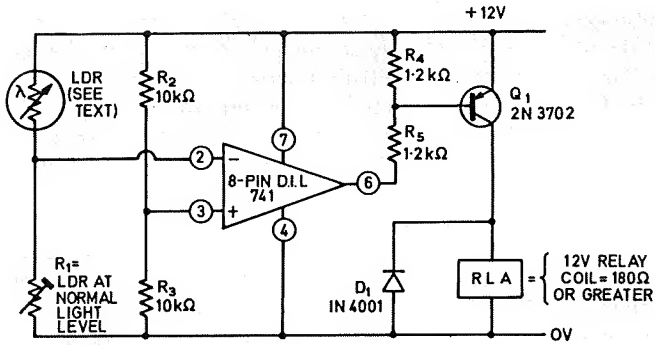 +12V
λ
LDR
(SEE
TEXT)
R2
10kΩ
R4
1·2kΩ
R5
1·2kΩ
Q1
2N 3702
7
2
−
8-PIN D.I.L
741
6
3
+
4
R1=
LDR AT
NORMAL
LIGHT
LEVEL
R3
10kΩ
D1
IN 4001
RLA
=
12V RELAY
COIL = 180Ω
OR GREATER
0V